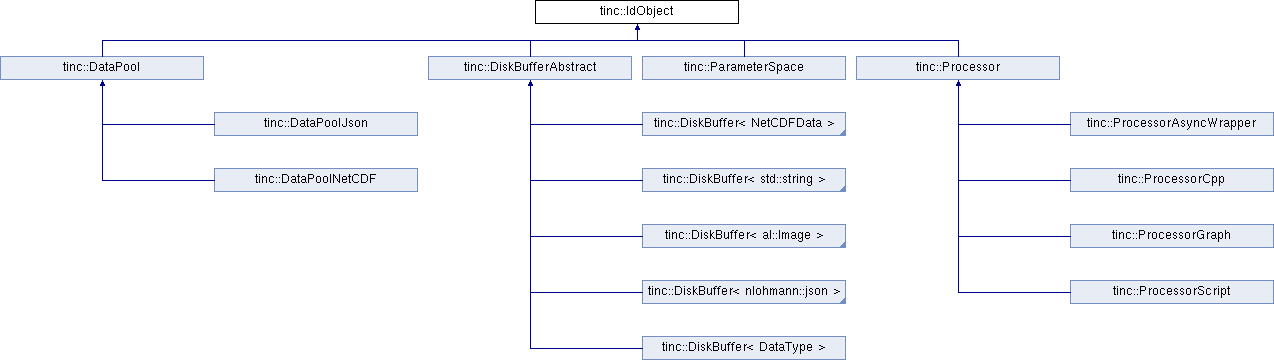 tinc::IdObject
tinc::DataPool
tinc::DiskBufferAbstract
tinc::ParameterSpace
tinc::Processor
tinc::DataPoolJson
tinc::DiskBuffer< NetCDFData >
tinc::ProcessorAsyncWrapper
tinc::DataPoolNetCDF
tinc::DiskBuffer< std::string >
tinc::ProcessorCpp
tinc::DiskBuffer< al::Image >
tinc::ProcessorGraph
tinc::DiskBuffer< nlohmann::json >
tinc::ProcessorScript
tinc::DiskBuffer< DataType >